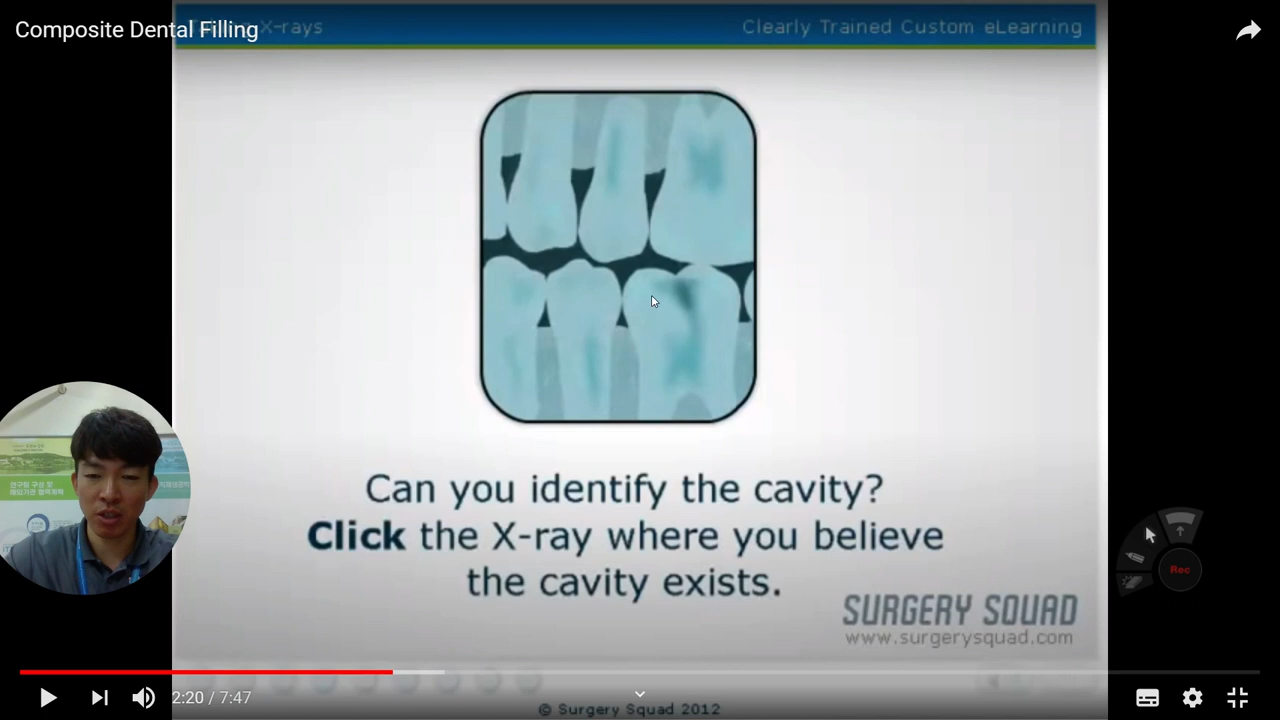 Composite Dental Filling
X-rays
Clearly Trained Custom eLearning
Can you identify the cavity?
Click the X-ray where you believe
the cavity exists.
SURGERY SQUAD
www.surgerysquad.com
Rec
2:20 / 7:47
© Surgery Squad 2012